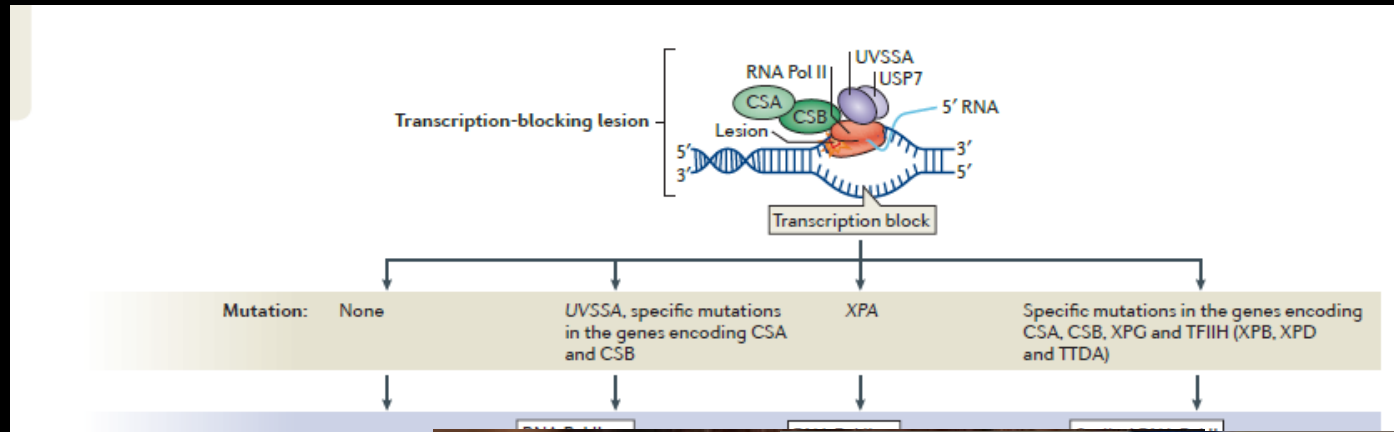 UVSSA
RNA Pol II
USP7
CSA
CSB
5′ RNA
Transcription-blocking lesion
Lesion
5′
3′
3′
5′
Transcription block
Mutation:
None
UVSSA, specific mutations
in the genes encoding CSA
and CSB
XPA
Specific mutations in the genes encoding
CSA, CSB, XPG and TFIIH (XPB, XPD
and TTDA)